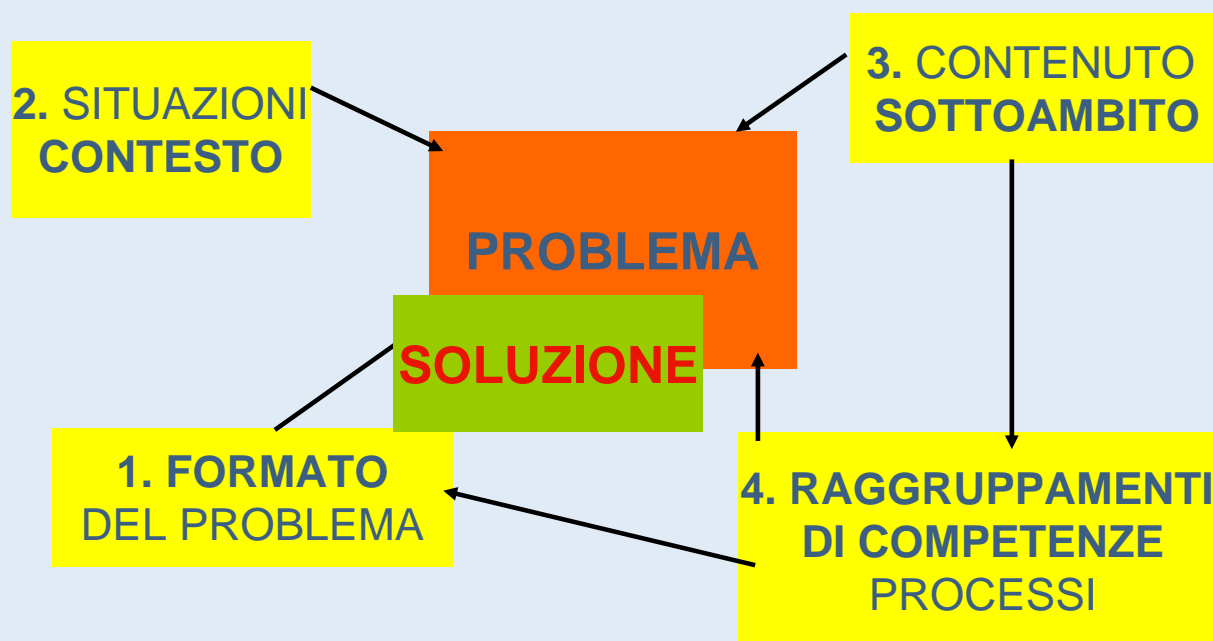 2. SITUAZIONI
CONTESTO
3. CONTENUTO
SOTTOAMBITO
PROBLEMA
SOLUZIONE
1. FORMATO
DEL PROBLEMA
4. RAGGRUPPAMENTI
DI COMPETENZE
PROCESSI